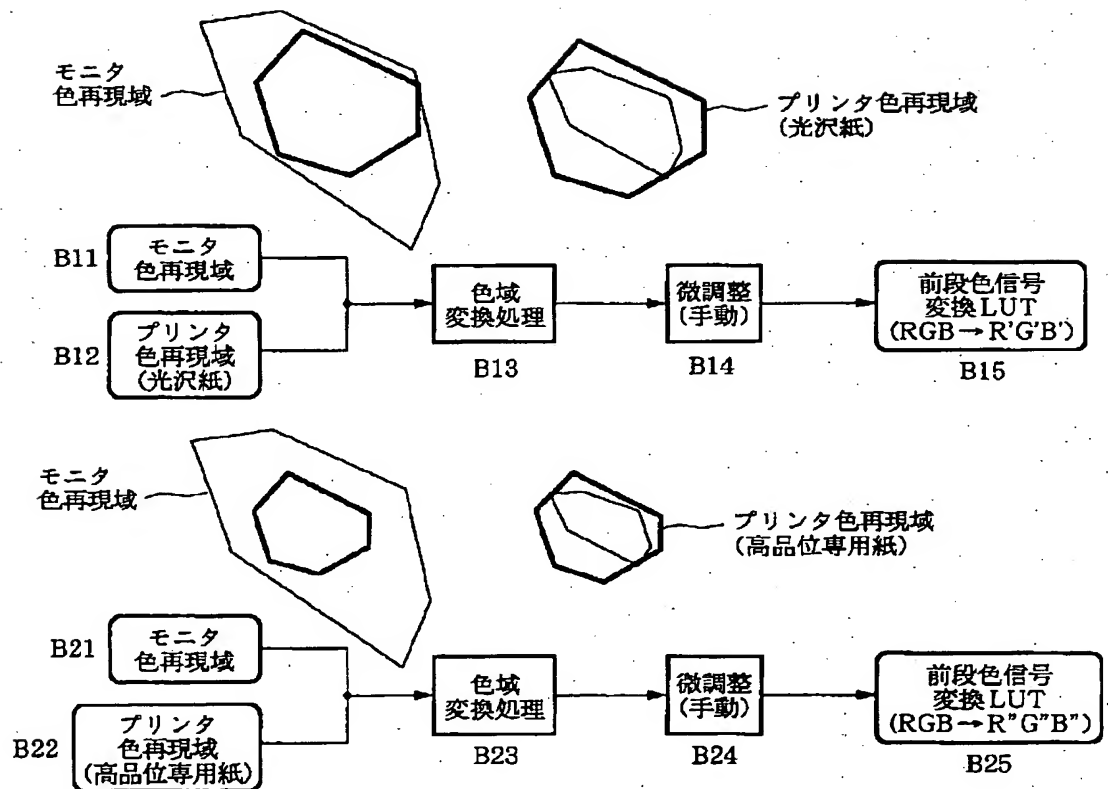 モニタ
色再現域
プリンタ色再現域
(光沢紙)
B11
モニタ
色再現域
B12
プリンタ
色再現域
(光沢紙)
色域
変換処理
B13
微調整
(手動)
B14
前段色信号
変換LUT
(RGB→R'G'B')
B15
モニタ
色再現域
プリンタ色再現域
(高品位専用紙)
B21
モニタ
色再現域
B22
プリンタ
色再現域
(高品位専用紙)
色域
変換処理
B23
微調整
(手動)
B24
前段色信号
変換LUT
(RGB→R"G"B")
B25